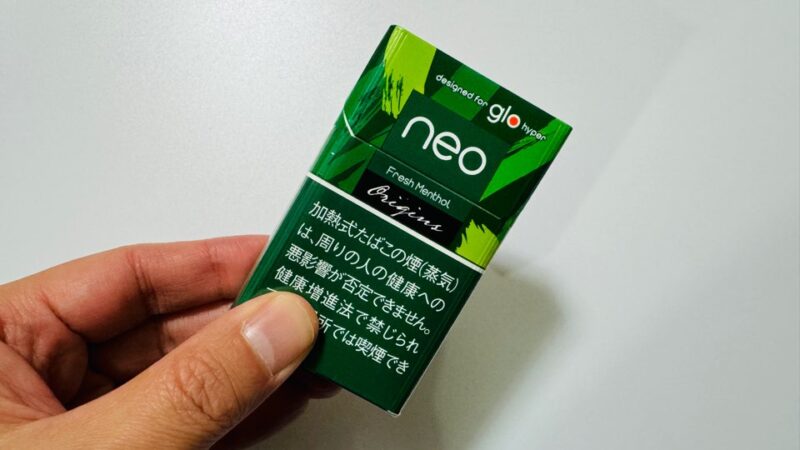 designed for glo hyper
neo
Fresh Menthol
Origins
加熱式たばこの煙(蒸気)
は、周りの人の健康への
悪影響が否定できません。
健康増進法で禁じられ
所では喫煙でき